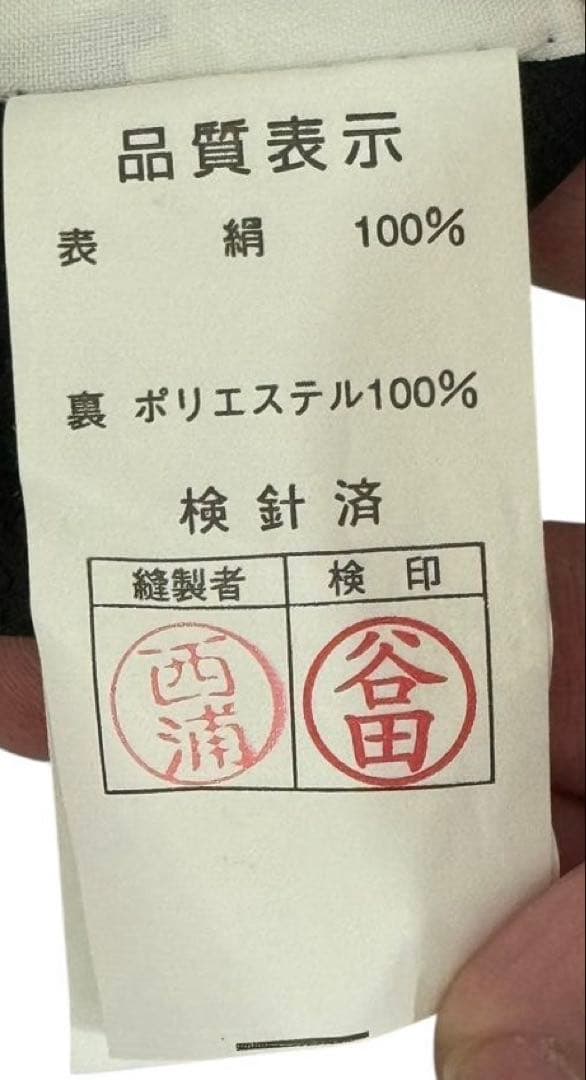 品質表示
表 絹 100%
裏 ポリエステル100%
検針済
縫製者 検印
西浦 谷田